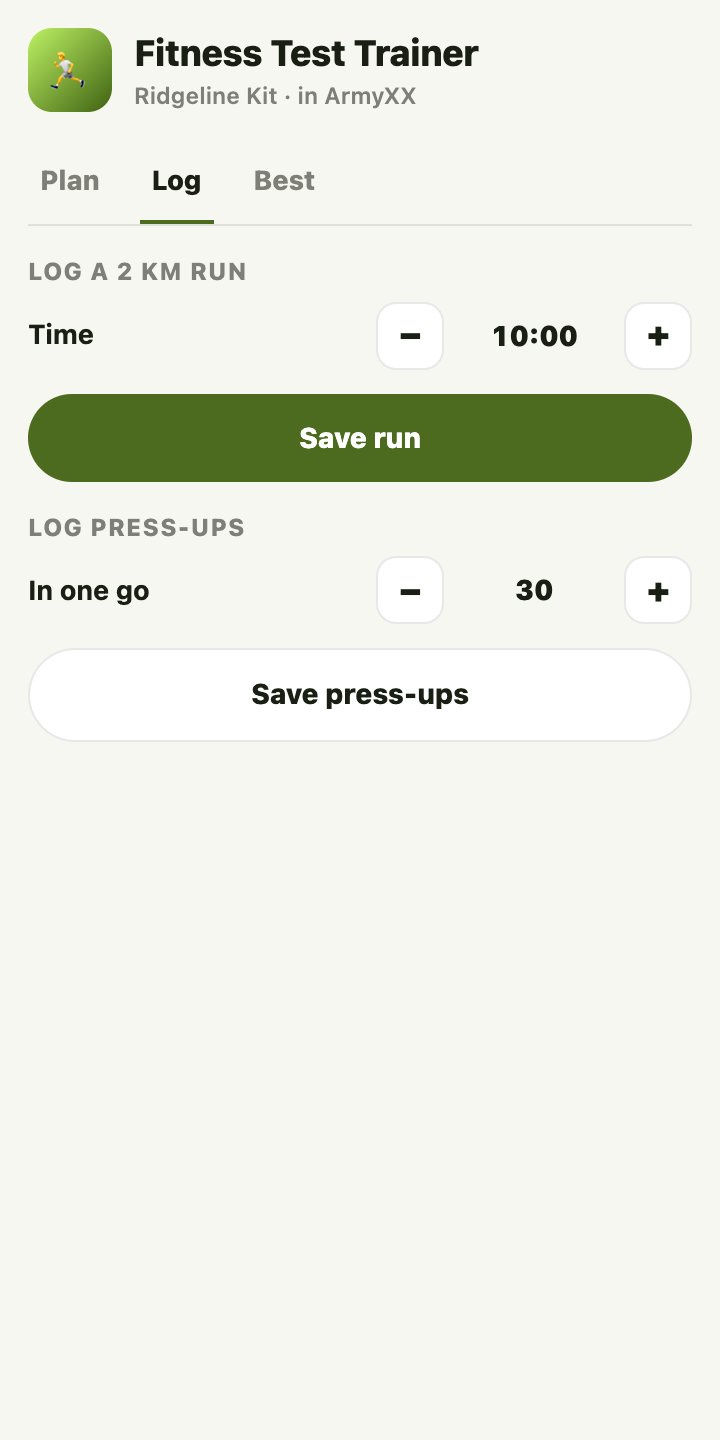 Fitness Test Trainer
Ridgeline Kit · in ArmyXX
Plan Log Best
LOG A 2 KM RUN
Time − 10:00 +
Save run
LOG PRESS-UPS
In one go − 30 +
Save press-ups